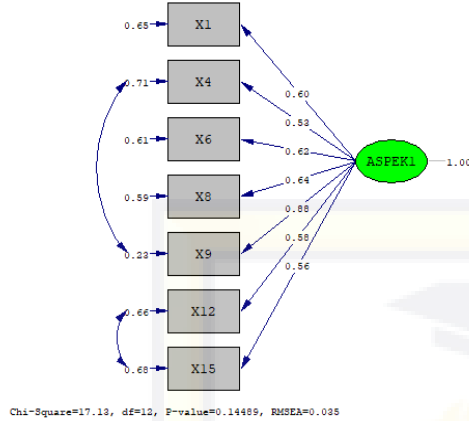 0.65 X1
0.60
0.71 X4
0.53
0.61 X6
0.62
ASPEK1 1.00
0.59 X8
0.64
0.88
0.23 X9
0.58
0.56
0.66 X12
0.68 X15
Chi-Square=17.13, df=12, P-value=0.14489, RMSEA=0.035